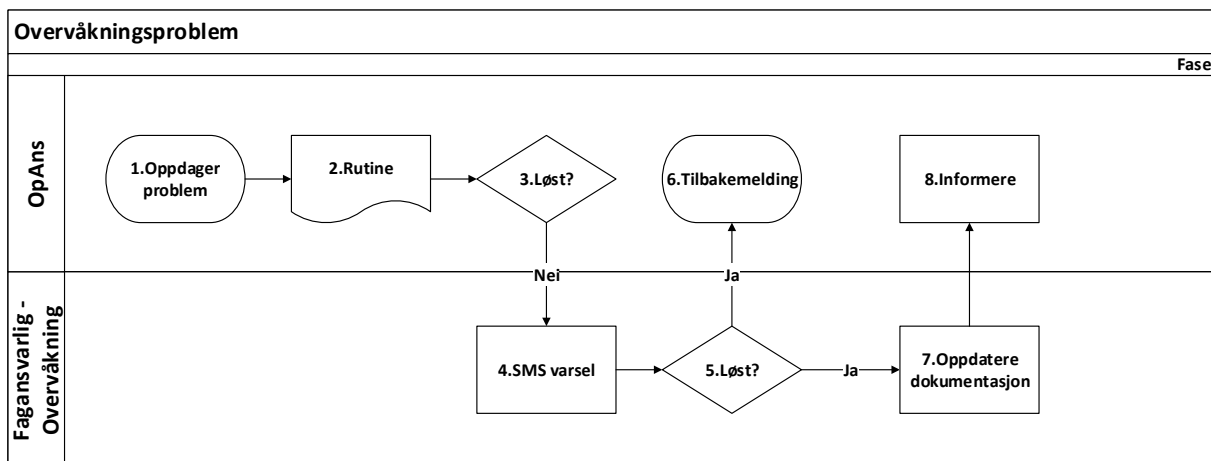 Overvåkningsproblem
Fase
OpAns
1.Oppdager
problem
2.Rutine
3.Løst?
6.Tilbakemelding
8.Informere
Nei
Ja
Fagansvarlig -
Overvåkning
4.SMS varsel
5.Løst?
Ja
7.Oppdatere
dokumentasjon